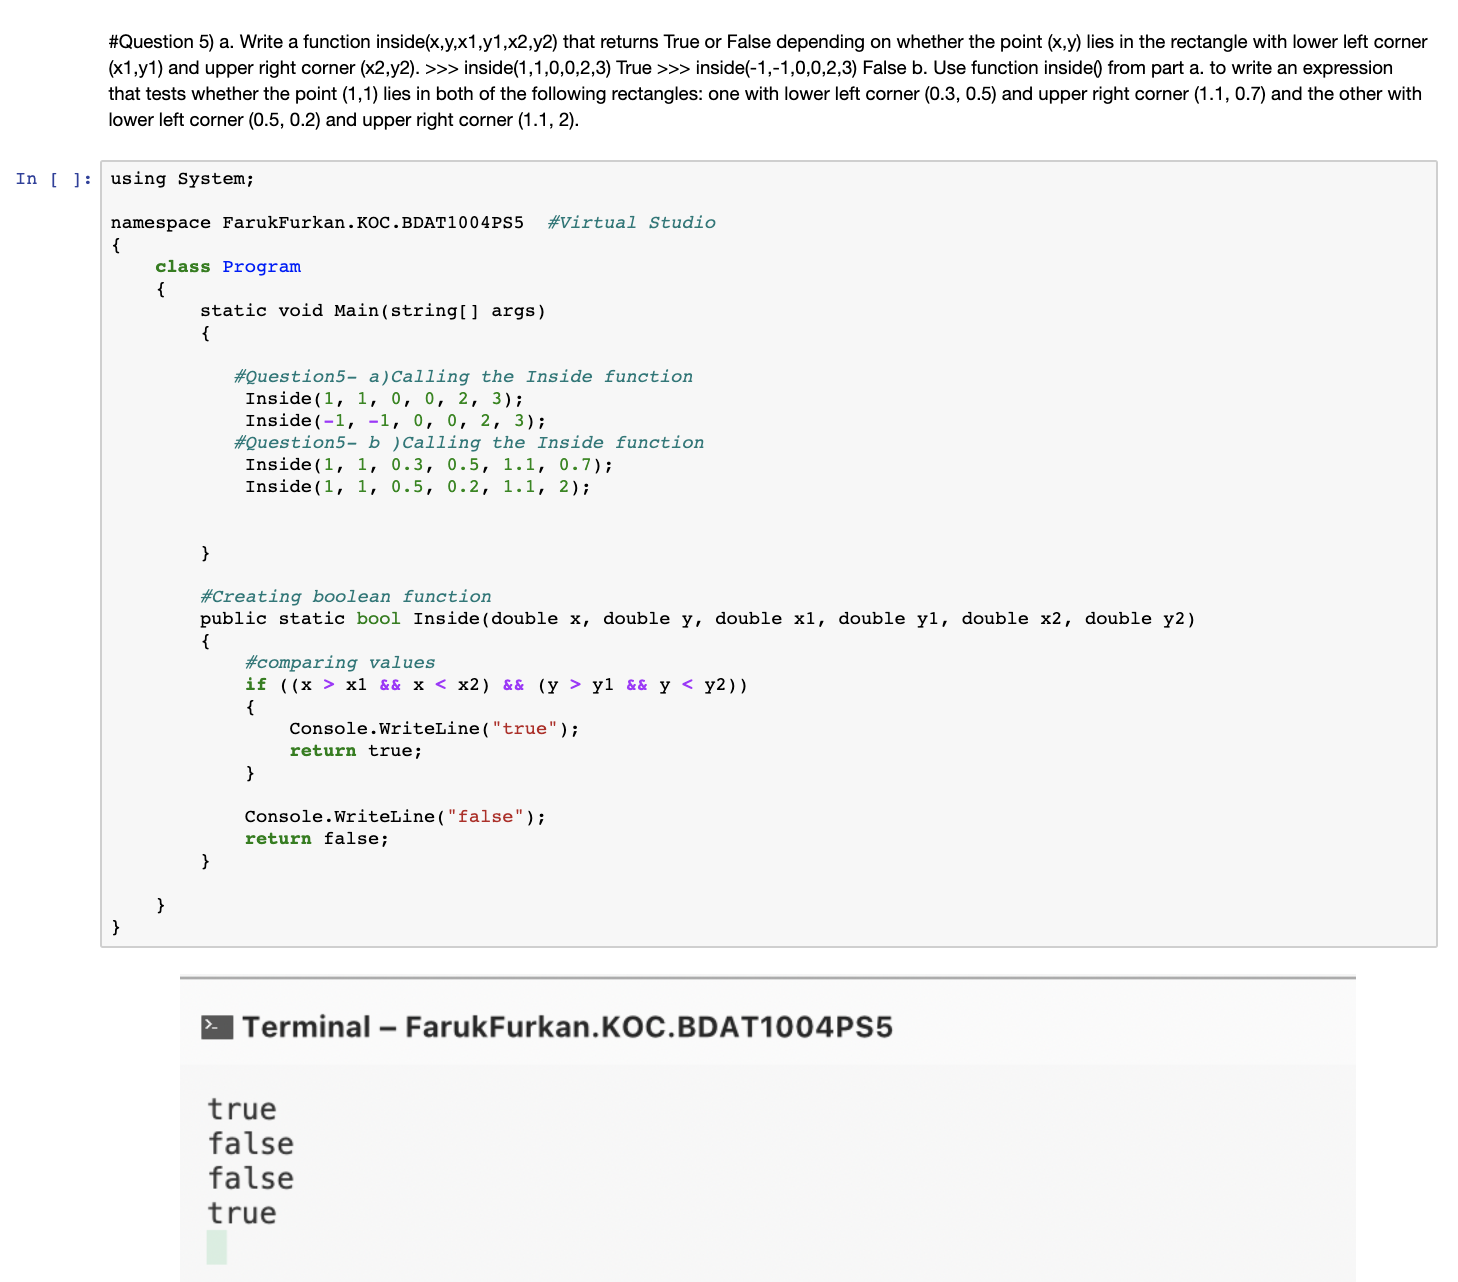 #Question 5) a. Write a function inside(x,y,x1,y1,x2,y2) that returns True or False depending on whether the point (x,y) lies in the rectangle with lower left corner
(x1,y1) and upper right corner (x2,y2). >>> inside(1,1,0,0,2,3) True >>> inside(-1,-1,0,0,2,3) False b. Use function inside() from part a. to write an expression
that tests whether the point (1,1) lies in both of the following rectangles: one with lower left corner (0.3, 0.5) and upper right corner (1.1, 0.7) and the other with
lower left corner (0.5, 0.2) and upper right corner (1.1, 2).
In [ ]: using System;
namespace FarukFurkan.KOC.BDAT1004PS5  #Virtual Studio
{
    class Program
    {
        static void Main(string[] args)
        {
           #Question5- a)Calling the Inside function
            Inside(1, 1, 0, 0, 2, 3);
            Inside(-1, -1, 0, 0, 2, 3);
           #Question5- b )Calling the Inside function
            Inside(1, 1, 0.3, 0.5, 1.1, 0.7);
            Inside(1, 1, 0.5, 0.2, 1.1, 2);
        }
        #Creating boolean function
        public static bool Inside(double x, double y, double x1, double y1, double x2, double y2)
        {
            #comparing values
            if ((x > x1 && x < x2) && (y > y1 && y < y2))
            {
                Console.WriteLine("true");
                return true;
            }
            Console.WriteLine("false");
            return false;
        }
    }
}
>_ Terminal – FarukFurkan.KOC.BDAT1004PS5
true
false
false
true